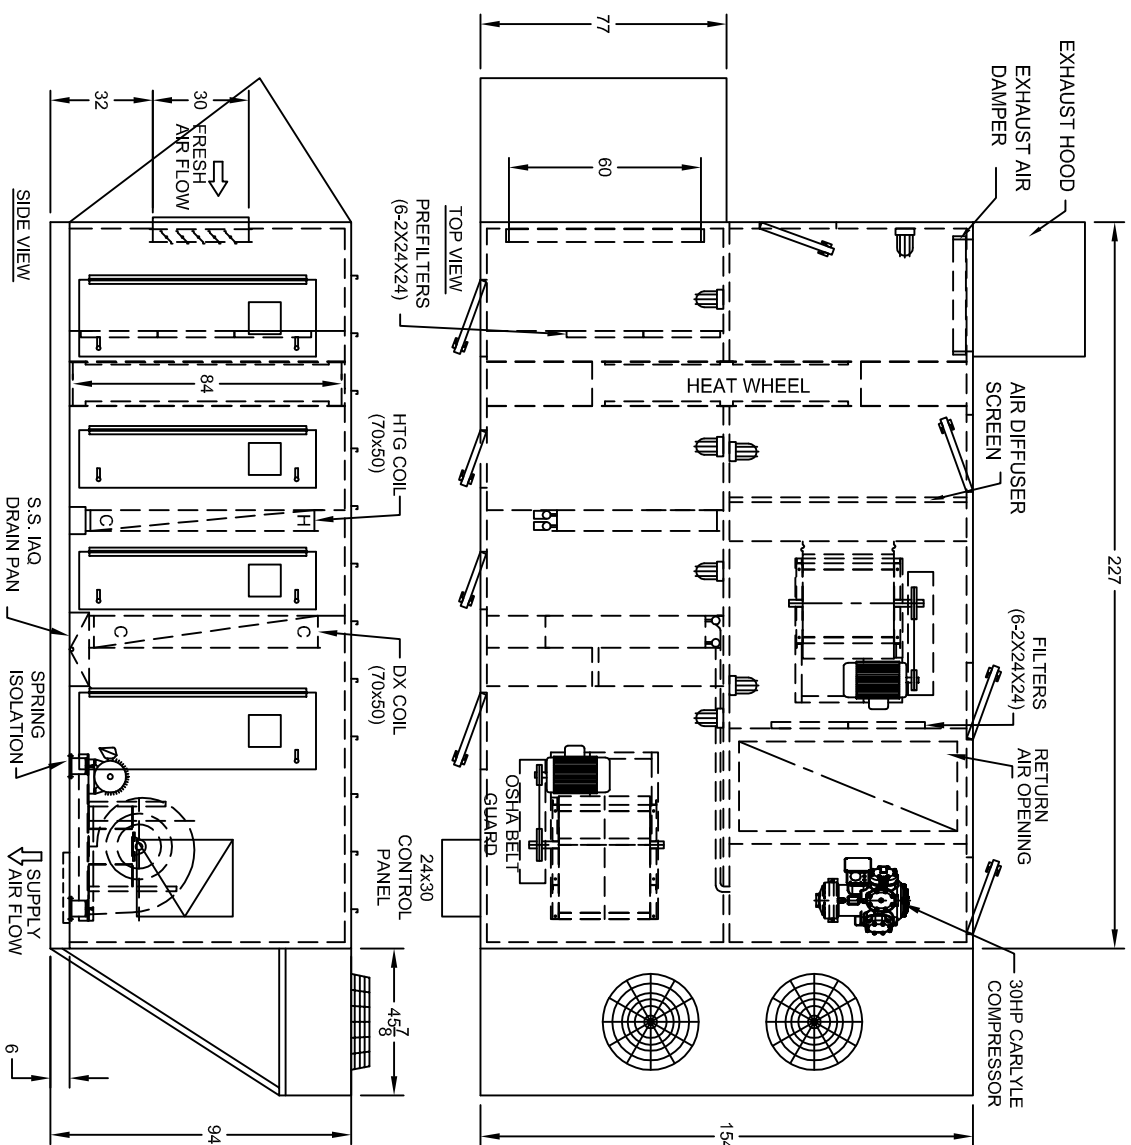 EXHAUST HOOD
EXHAUST AIR
DAMPER
77
60
227
TOP VIEW
PREFILTERS
(6-2X24X24)
HEAT WHEEL
AIR DIFFUSER
SCREEN
FILTERS
(6-2X24X24)
RETURN
AIR OPENING
OSHA BELT
GUARD
24x30
CONTROL
PANEL
30HP CARLYLE
COMPRESSOR
154
SIDE VIEW
32
30
FRESH
AIR FLOW
84
HTG COIL
(70x50)
H
C
S.S. IAQ
DRAIN PAN
C
C
DX COIL
(70x50)
SPRING
ISOLATION
SUPPLY
AIR FLOW
45 7/8
6
94